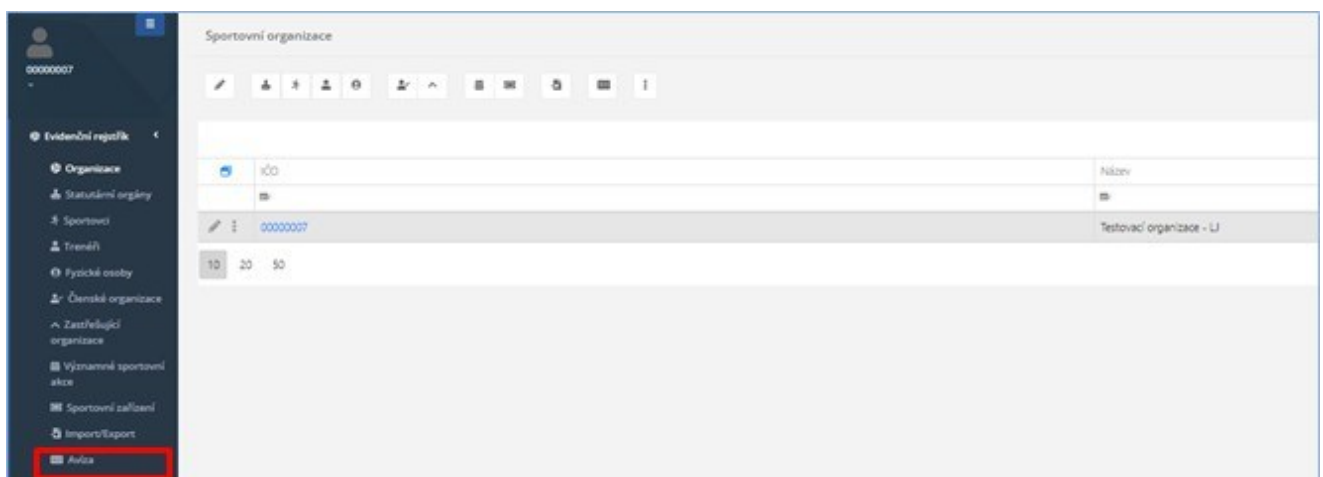 Sportovní organizace
00000007
Evidenční rejstřík
Organizace
Statutární orgány
Sportovci
Trenéři
Fyzické osoby
Členské organizace
Zastřešující
organizace
Významné sportovní
akce
Sportovní zařízení
Import/Export
Avíza
IČO
Název
00000007
Testovací organizace - LJ
10 20 50